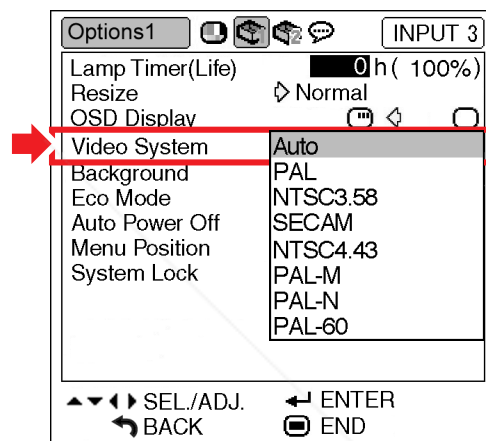 Options1 INPUT 3
Lamp Timer(Life) 0 h ( 100%)
Resize Normal
OSD Display
Video System Auto
Background PAL
Eco Mode NTSC3.58
Auto Power Off SECAM
Menu Position NTSC4.43
System Lock PAL-M
PAL-N
PAL-60
SEL./ADJ. ENTER
BACK END